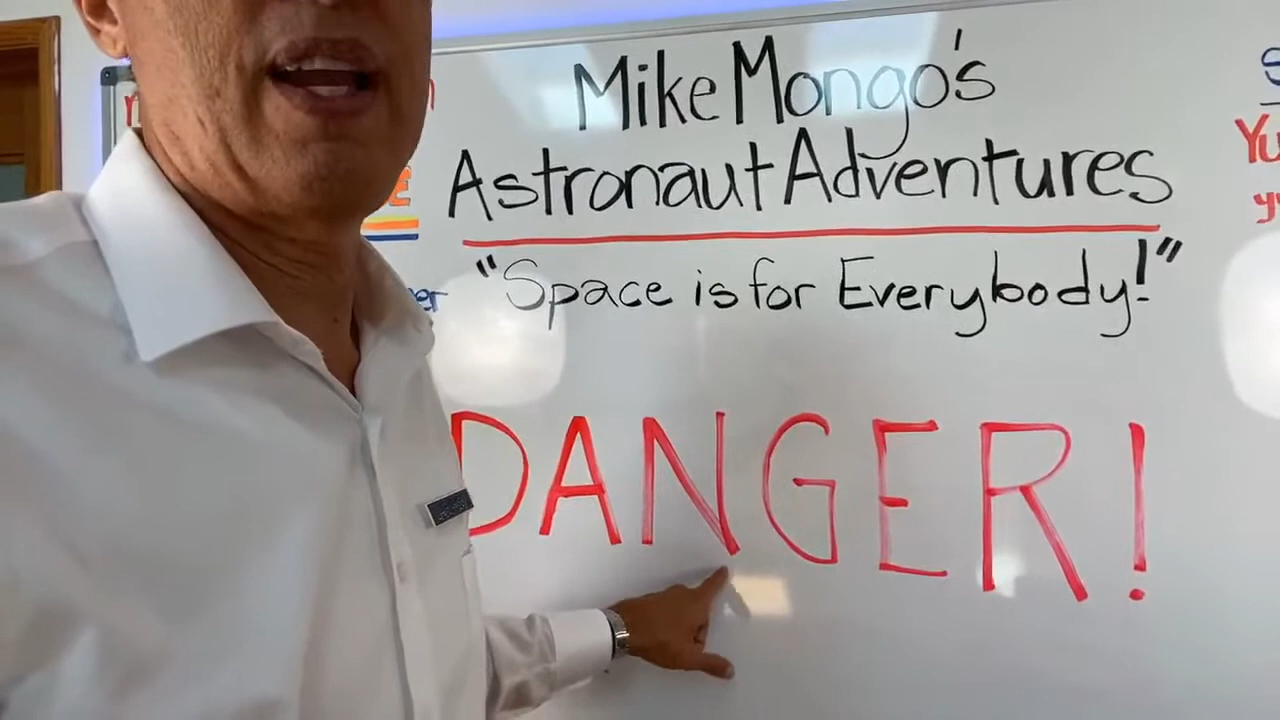 Mike Mongo's
Astronaut Adventures
"Space is for Everybody!"
DANGER!